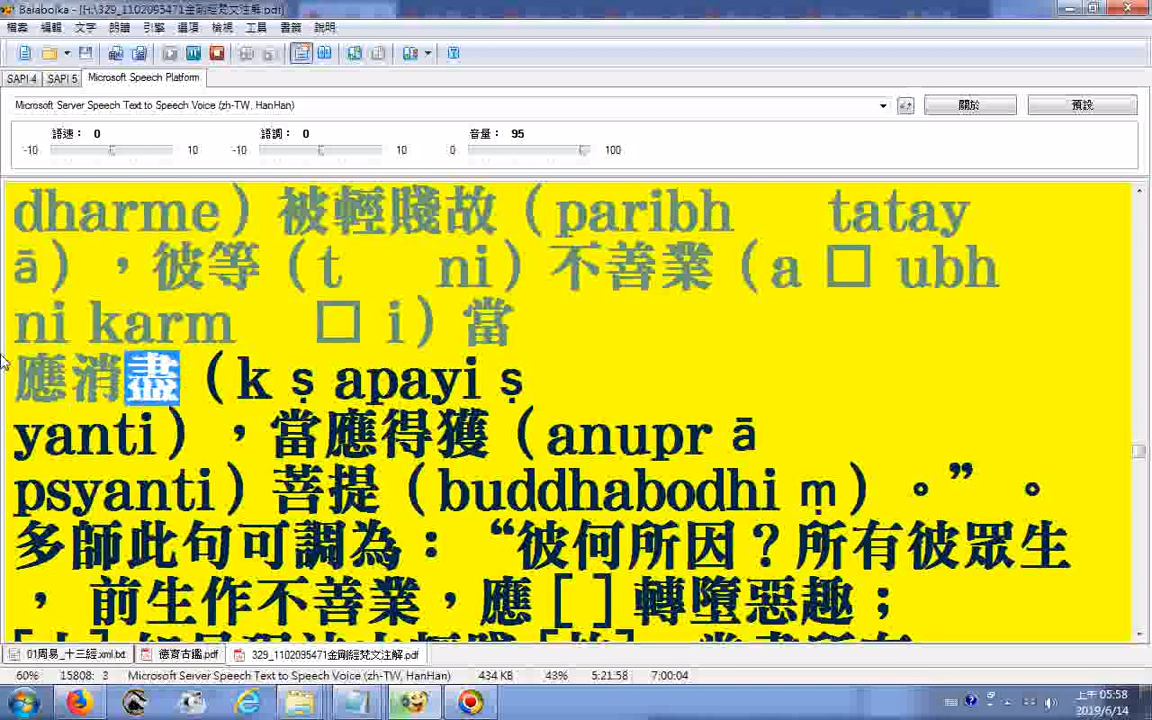 Balabolka - [H:\329_1102095471金剛經梵文注解.pdf]
檔案 編輯 文字 朗讀 引擎 選項 檢視 工具 書籤 說明
SAPI 4 SAPI 5 Microsoft Speech Platform
Microsoft Server Speech Text to Speech Voice (zh-TW, HanHan)
關於 預設
語速： 0 語調： 0 音量： 95
-10 10 -10 10 0 100
dharme）被輕賤故（paribh tatay
ā），彼等（t ni）不善業（a □ ubh
ni karm □ i）當
應消盡（k ṣ apayi ṣ
yanti），當應得獲（anupr ā
psyanti）菩提（buddhabodhi ṃ）。” 。
多師此句可調為：“彼何所因？所有彼眾生
， 前生作不善業，應［］轉墮惡趣；
01周易_十三經.xml.txt 德育古鑑.pdf 329_1102095471金剛經梵文注解.pdf
60% 15808: 3 Microsoft Server Speech Text to Speech Voice (zh-TW, HanHan) 434 KB 43% 5:21:58 7:00:04
上午 05:58
2019/6/14